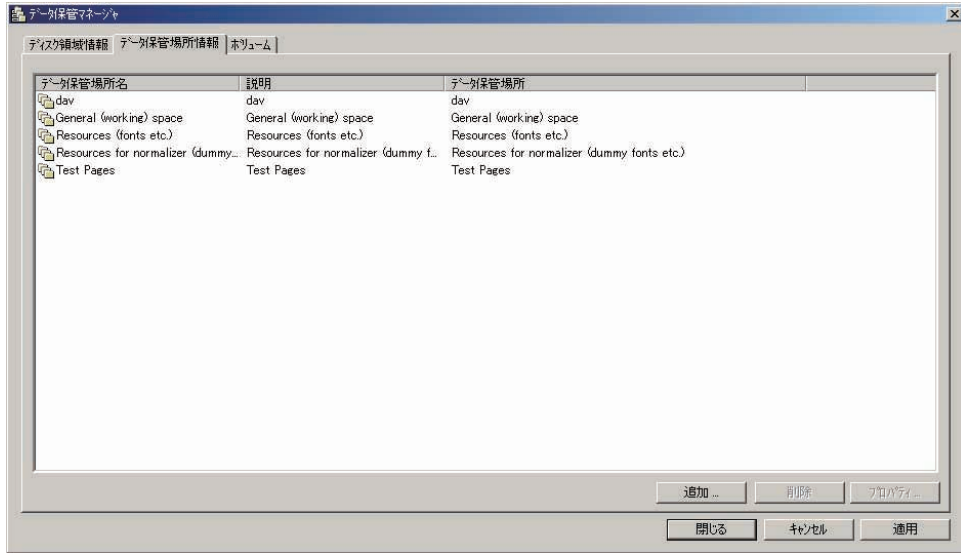 データ保管マネージャ
ディスク領域情報 データ保管場所情報 ボリューム
データ保管場所名 説明 データ保管場所
dav dav dav
General (working) space General (working) space General (working) space
Resources (fonts etc.) Resources (fonts etc.) Resources (fonts etc.)
Resources for normalizer (dummy... Resources for normalizer (dummy f... Resources for normalizer (dummy fonts etc.)
Test Pages Test Pages Test Pages
追加 ... 削除 プロパティ ...
閉じる キャンセル 適用